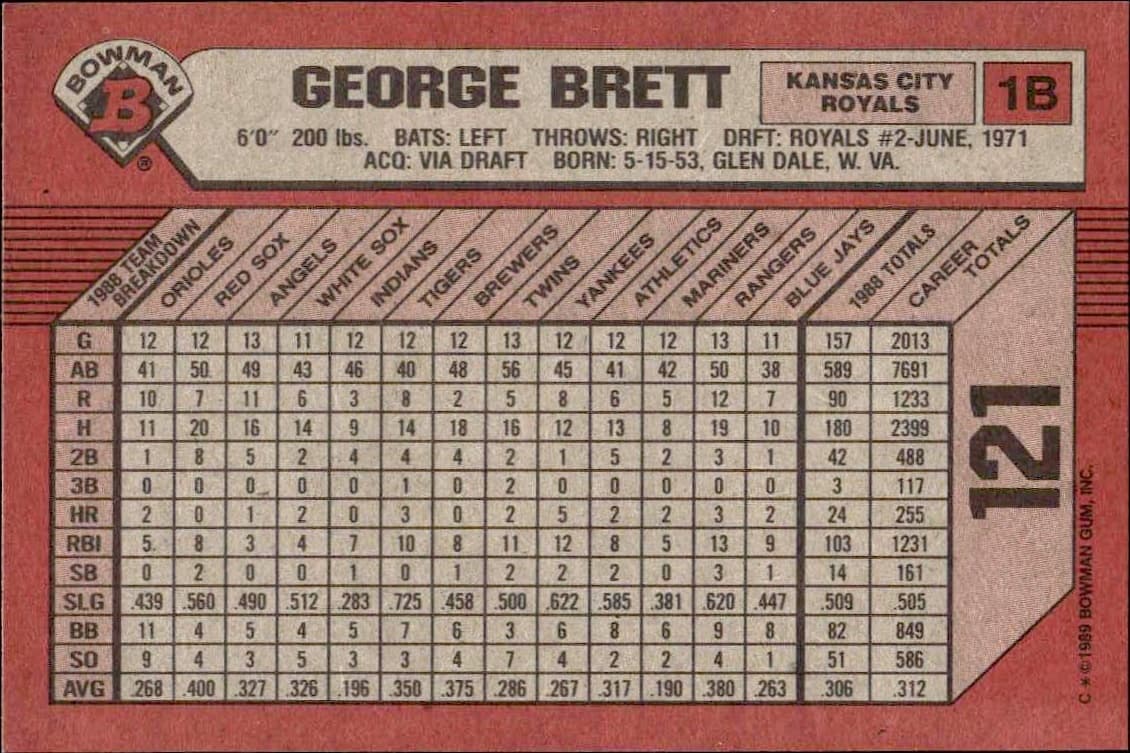 BOWMAN
B
®
GEORGE BRETT
KANSAS CITY
ROYALS
1B
6'0" 200 lbs. BATS: LEFT THROWS: RIGHT DRFT: ROYALS #2-JUNE, 1971
ACQ: VIA DRAFT BORN: 5-15-53, GLEN DALE, W. VA.
1988 TEAM BREAKDOWN ORIOLES RED SOX ANGELS WHITE SOX INDIANS TIGERS BREWERS TWINS YANKEES ATHLETICS MARINERS RANGERS BLUE JAYS 1988 TOTALS CAREER TOTALS
G 12 12 13 11 12 12 12 13 12 12 12 13 11 157 2013
AB 41 50 49 43 46 40 48 56 45 41 42 50 38 589 7691
R 10 7 11 6 3 8 2 5 8 6 5 12 7 90 1233
H 11 20 16 14 9 14 18 16 12 13 8 19 10 180 2399
2B 1 8 5 2 4 4 4 2 1 5 2 3 1 42 488
3B 0 0 0 0 0 1 0 2 0 0 0 0 0 3 117
HR 2 0 1 2 0 3 0 2 5 2 2 3 2 24 255
RBI 5 8 3 4 7 10 8 11 12 8 5 13 9 103 1231
SB 0 2 0 0 1 0 1 2 2 2 0 3 1 14 161
SLG .439 .560 .490 .512 .283 .725 .458 .500 .622 .585 .381 .620 .447 .509 .505
BB 11 4 5 4 5 7 6 3 6 8 6 9 8 82 849
SO 9 4 3 5 3 3 4 7 4 2 2 4 1 51 586
AVG .268 .400 .327 .326 .196 .350 .375 .286 .267 .317 .190 .380 .263 .306 .312
121
C *©1989 BOWMAN GUM, INC.